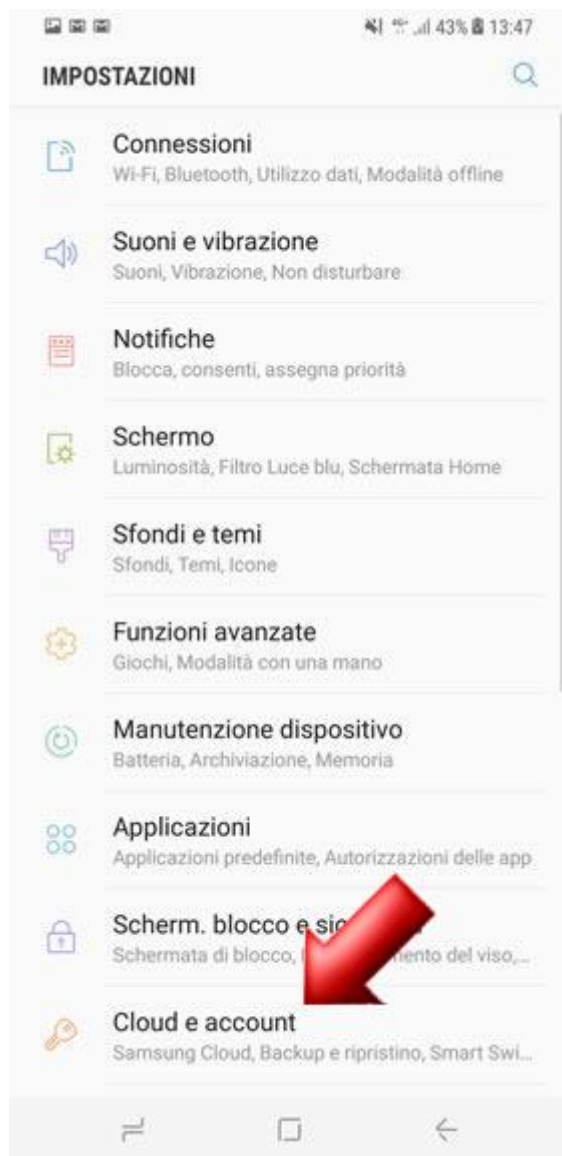 43% 13:47
IMPOSTAZIONI
Connessioni
Wi-Fi, Bluetooth, Utilizzo dati, Modalità offline
Suoni e vibrazione
Suoni, Vibrazione, Non disturbare
Notifiche
Blocca, consenti, assegna priorità
Schermo
Luminosità, Filtro Luce blu, Schermata Home
Sfondi e temi
Sfondi, Temi, Icone
Funzioni avanzate
Giochi, Modalità con una mano
Manutenzione dispositivo
Batteria, Archiviazione, Memoria
Applicazioni
Applicazioni predefinite, Autorizzazioni delle app
Scherm. blocco e
Schermata di blocco, del viso,...
Cloud e account
Samsung Cloud, Backup e ripristino, Smart Swi...